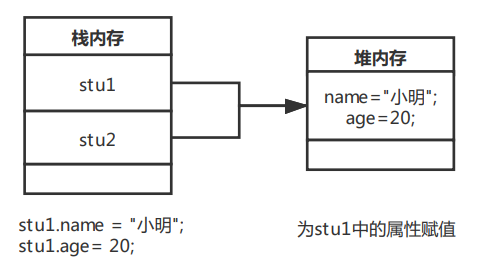 栈内存
stu1
stu2
堆内存
name="小明";
age=20;
stu1.name = "小明";
stu1.age= 20;
为stu1中的属性赋值